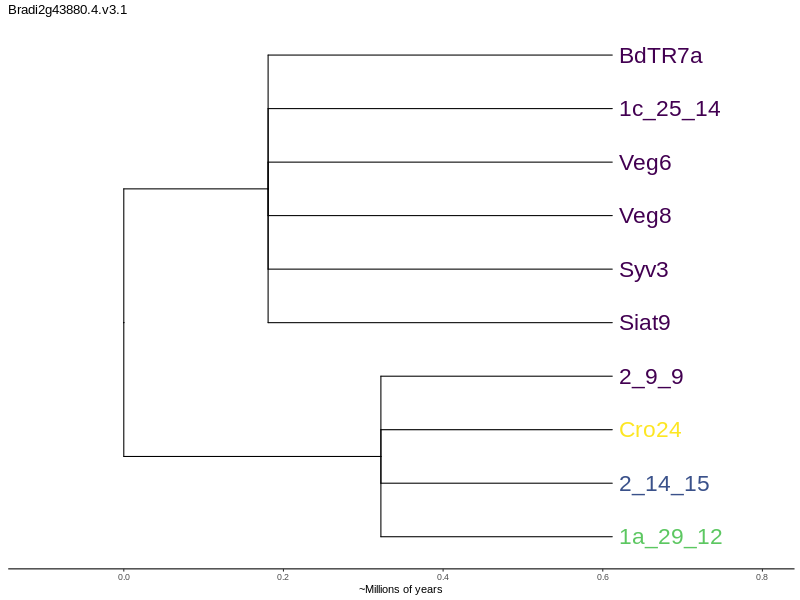 Bradi2g43880.4.v3.1
BdTR7a
1c_25_14
Veg6
Veg8
Syv3
Siat9
2_9_9
Cro24
2_14_15
1a_29_12
0.0 0.2 0.4 0.6 0.8
~Millions of years